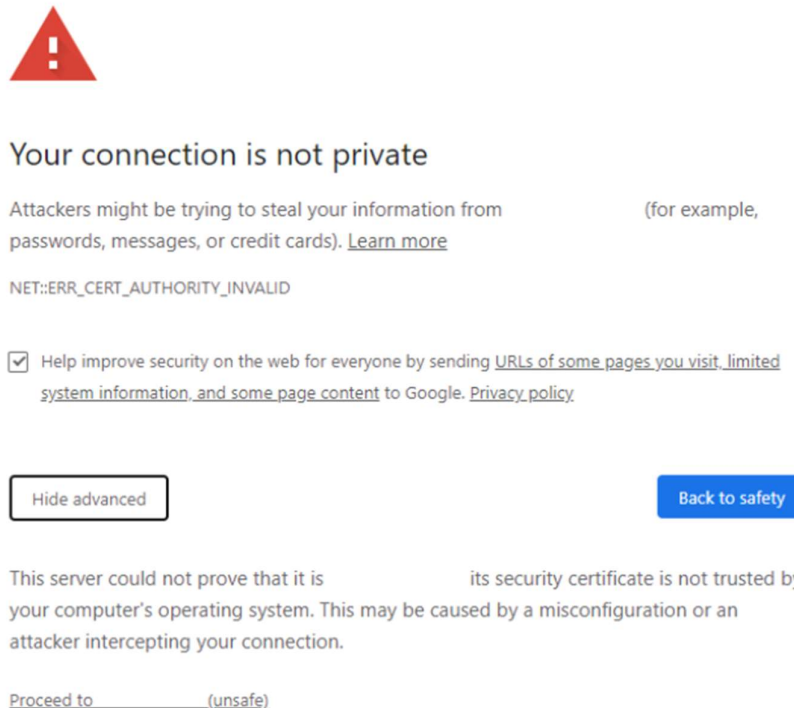 Your connection is not private
Attackers might be trying to steal your information from (for example,
passwords, messages, or credit cards). Learn more
NET::ERR_CERT_AUTHORITY_INVALID
Help improve security on the web for everyone by sending URLs of some pages you visit, limited
system information, and some page content to Google. Privacy policy
Hide advanced
Back to safety
This server could not prove that it is its security certificate is not trusted by
your computer's operating system. This may be caused by a misconfiguration or an
attacker intercepting your connection.
Proceed to (unsafe)